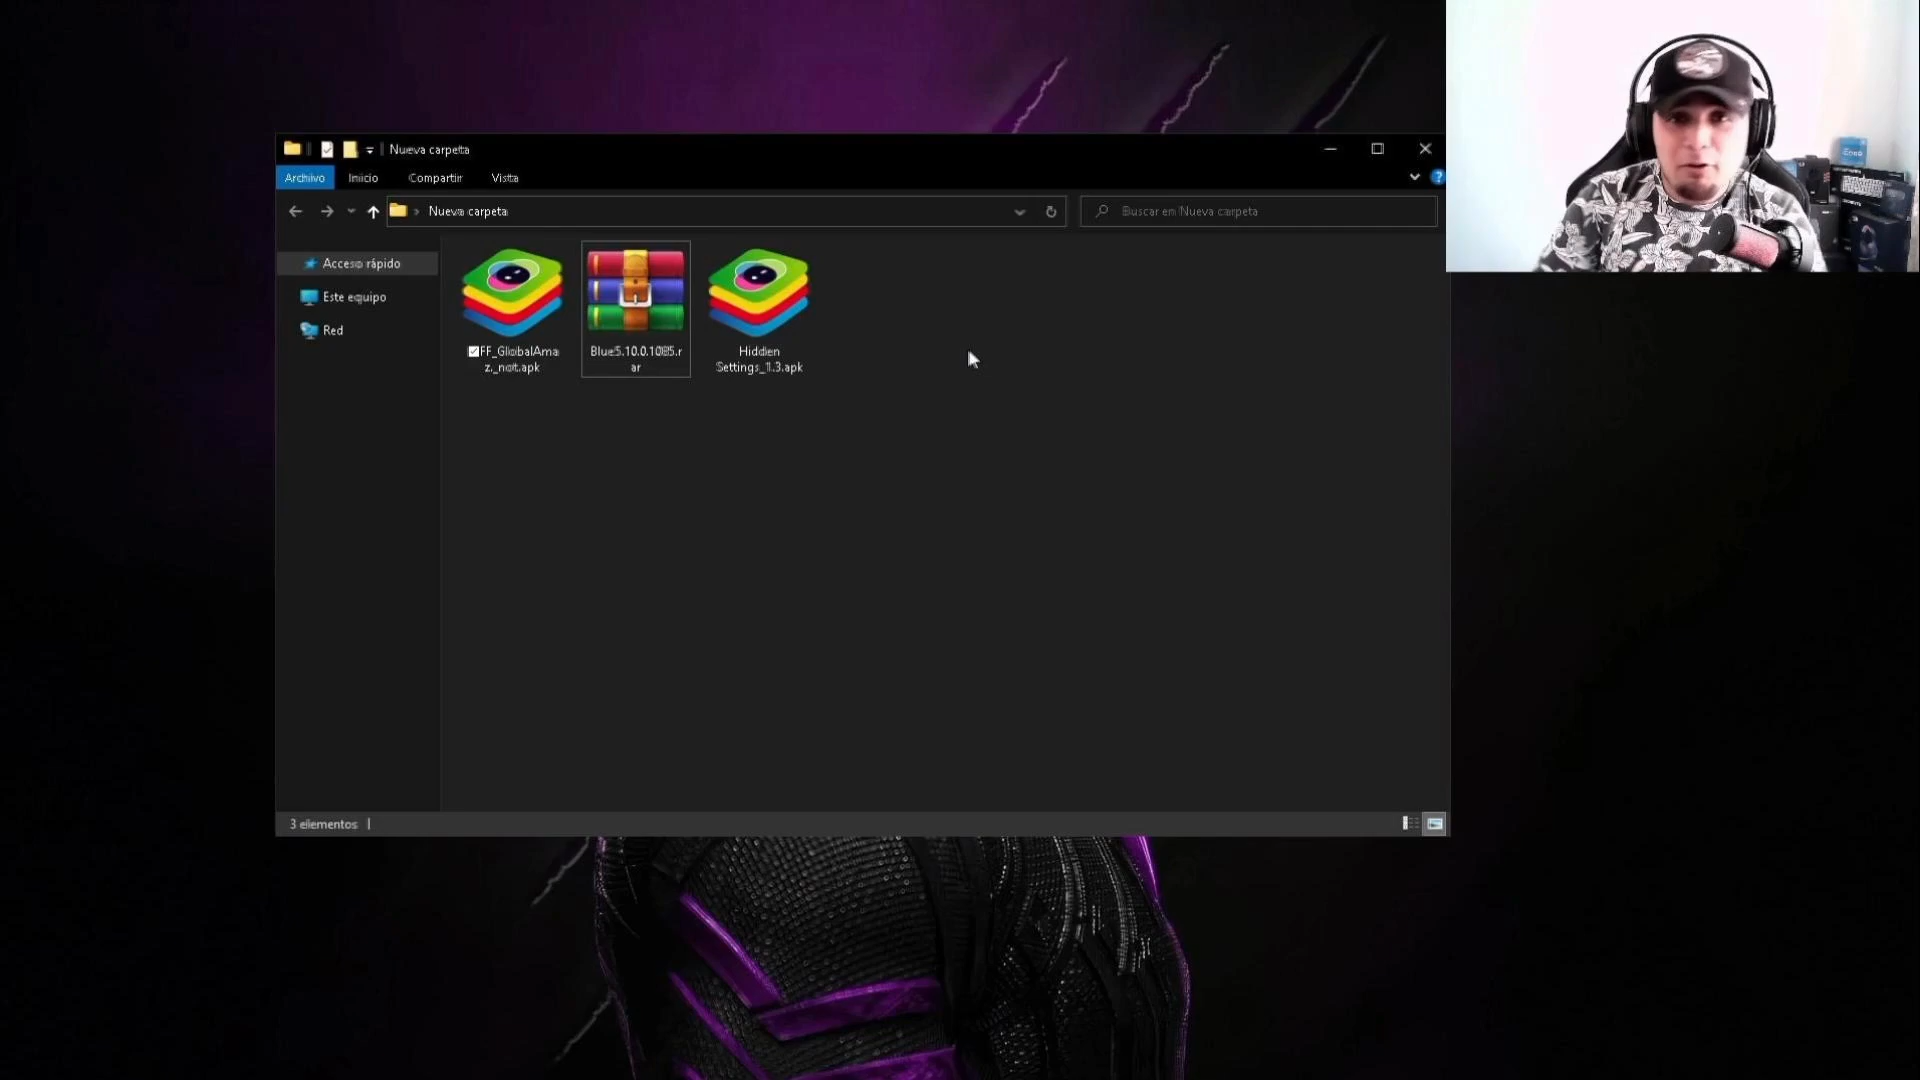 Nueva carpeta
Archivo Inicio Compartir Vista
Nueva carpeta
Buscar en Nueva carpeta
Acceso rápido
Este equipo
Red
FF_GlobalAma
z._not.apk
Blue5.10.0.1085.r
ar
Hidden
Settings_1.3.apk
3 elementos